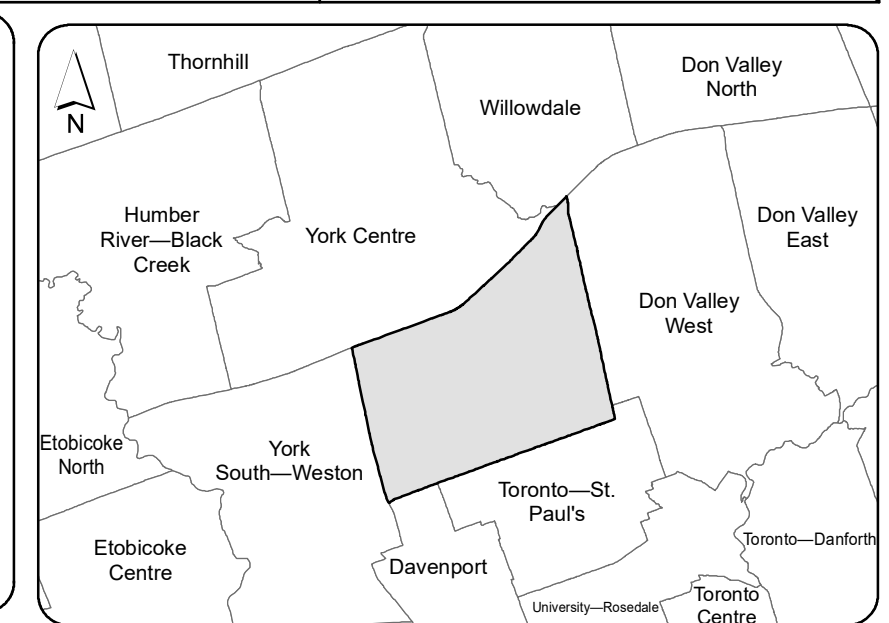 Thornhill
Don Valley
North
Willowdale
N
Humber
River—Black
Creek
York Centre
Don Valley
East
Don Valley
West
Etobicoke
North
York
South—Weston
Toronto—St.
Paul's
Etobicoke
Centre
Davenport
Toronto—Danforth
University—Rosedale
Toronto
Centre